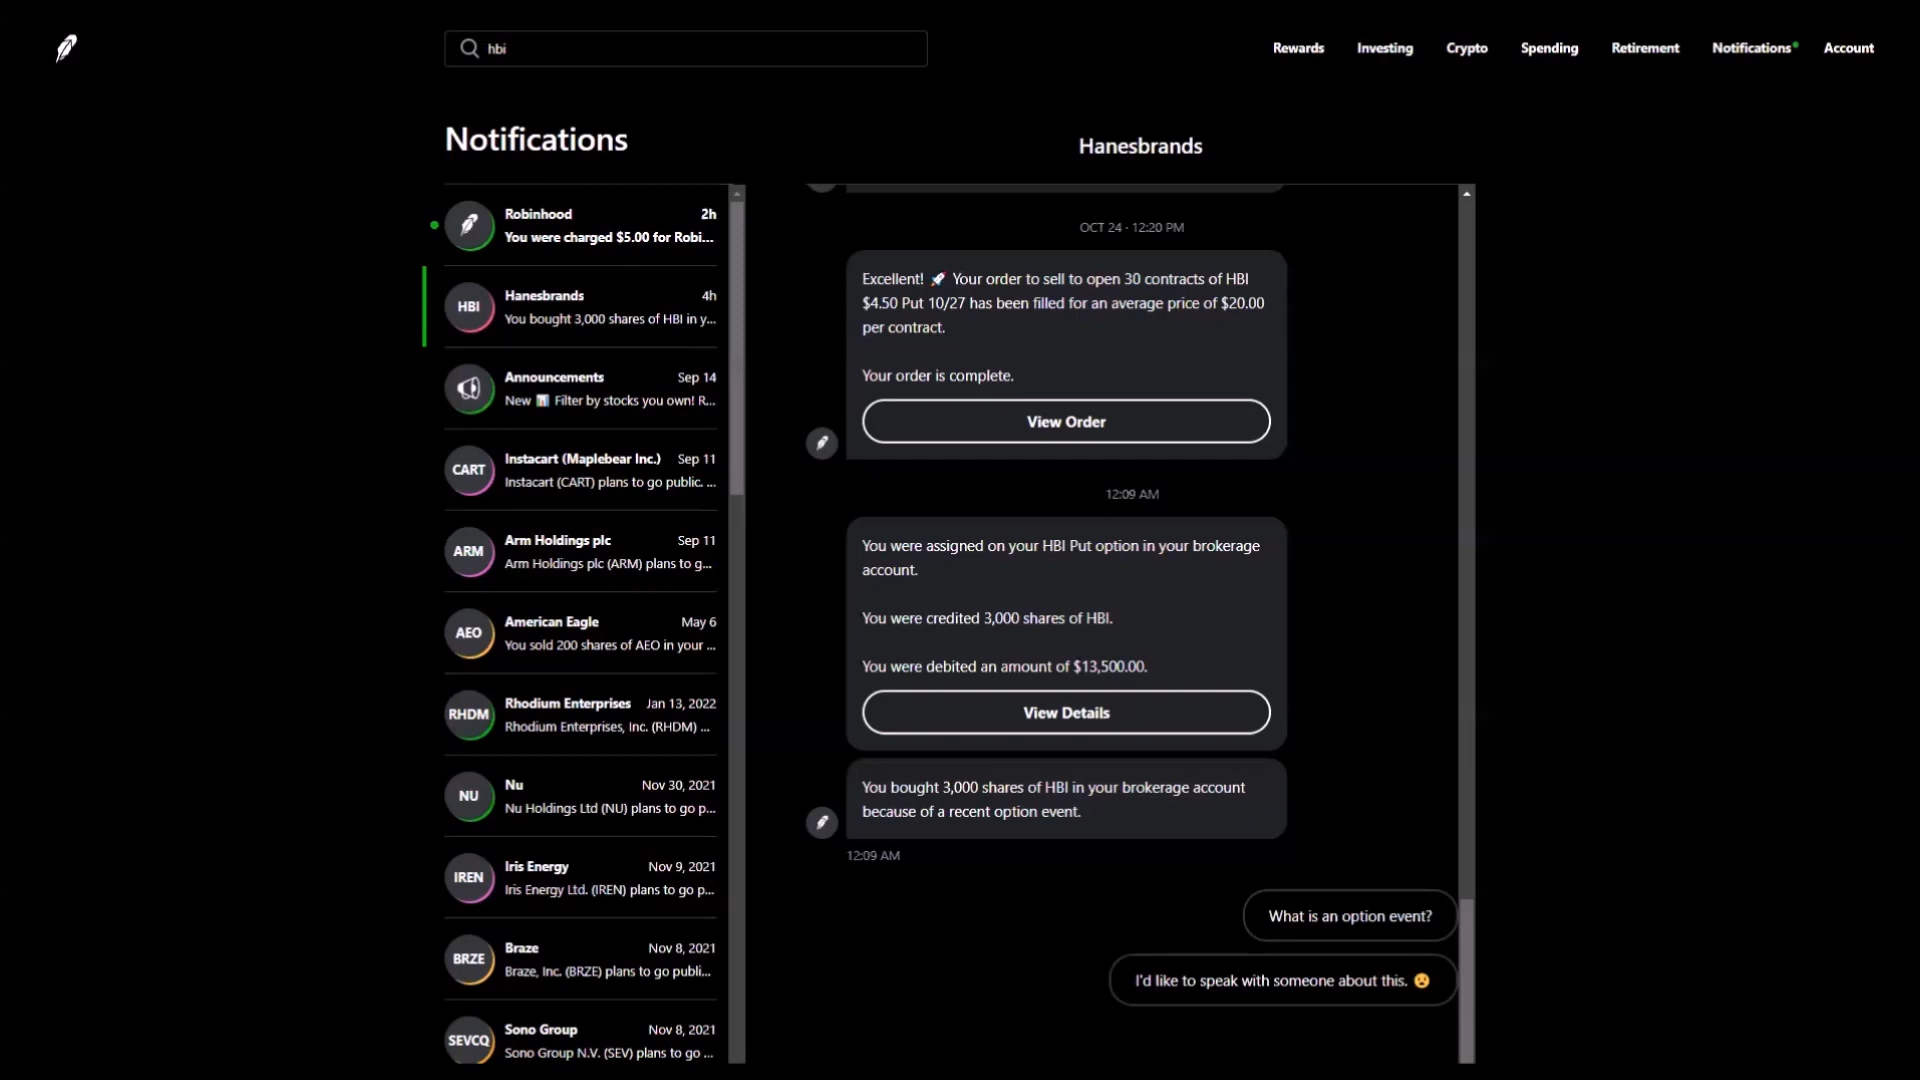 hbi
Rewards
Investing
Crypto
Spending
Retirement
Notifications
Account
Notifications
Robinhood 2h
You were charged $5.00 for Robi...
HBI
Hanesbrands 4h
You bought 3,000 shares of HBI in y...
Announcements Sep 14
New 📊 Filter by stocks you own! R...
CART
Instacart (Maplebear Inc.) Sep 11
Instacart (CART) plans to go public. ...
ARM
Arm Holdings plc Sep 11
Arm Holdings plc (ARM) plans to g...
AEO
American Eagle May 6
You sold 200 shares of AEO in your ...
RHDM
Rhodium Enterprises Jan 13, 2022
Rhodium Enterprises, Inc. (RHDM) ...
NU
Nu Nov 30, 2021
Nu Holdings Ltd (NU) plans to go p...
IREN
Iris Energy Nov 9, 2021
Iris Energy Ltd. (IREN) plans to go p...
BRZE
Braze Nov 8, 2021
Braze, Inc. (BRZE) plans to go publi...
SEVCQ
Sono Group Nov 8, 2021
Sono Group N.V. (SEV) plans to go ...
Hanesbrands
OCT 24 · 12:20 PM
Excellent! 🚀 Your order to sell to open 30 contracts of HBI
$4.50 Put 10/27 has been filled for an average price of $20.00
per contract.
Your order is complete.
View Order
12:09 AM
You were assigned on your HBI Put option in your brokerage
account.
You were credited 3,000 shares of HBI.
You were debited an amount of $13,500.00.
View Details
You bought 3,000 shares of HBI in your brokerage account
because of a recent option event.
12:09 AM
What is an option event?
I'd like to speak with someone about this. 😟